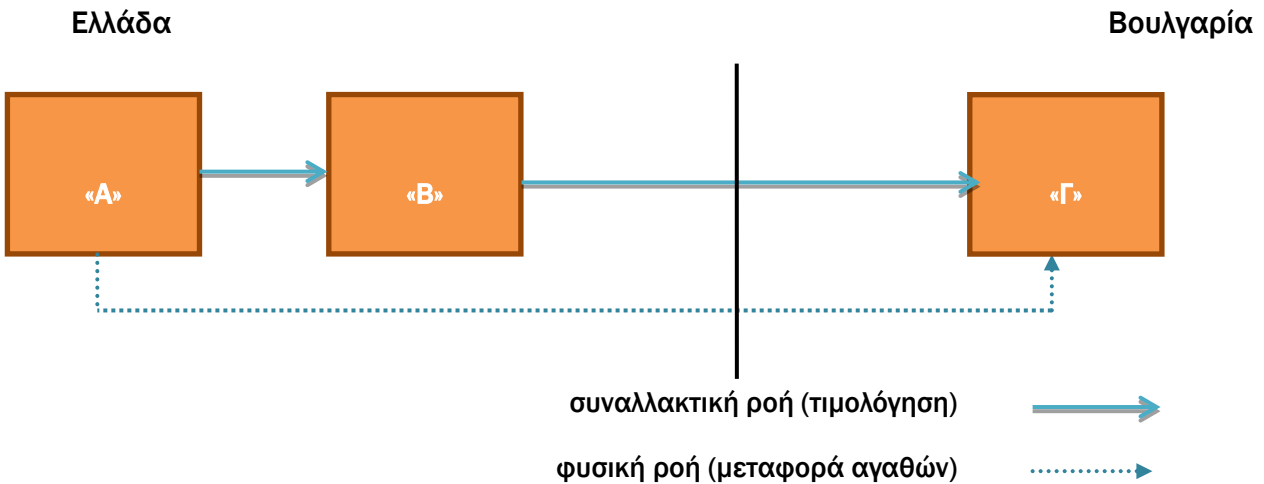 Ελλάδα
Βουλγαρία
«Α»
«Β»
«Γ»
συναλλακτική ροή (τιμολόγηση)
φυσική ροή (μεταφορά αγαθών)